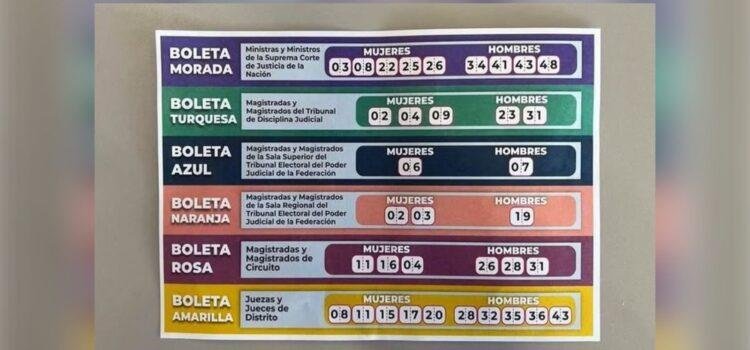 BOLETA
MORADA
Ministras y Ministros
de la Suprema Corte
de Justicia de la
Nación
MUJERES
03 08 22 25 26
HOMBRES
34 41 43 48
BOLETA
TURQUESA
Magistradas y
Magistrados del Tribunal
de Disciplina Judicial
MUJERES
02 04 09
HOMBRES
23 31
BOLETA
AZUL
Magistradas y Magistrados
de la Sala Superior del
Tribunal Electoral del Poder
Judicial de la Federación
MUJERES
06
HOMBRES
07
BOLETA
NARANJA
Magistradas y Magistrados
de la Sala Regional del
Tribunal Electoral del Poder
Judicial de la Federación
MUJERES
02 03
HOMBRES
19
BOLETA
ROSA
Magistradas y
Magistrados de
Circuito
MUJERES
11 16 04
HOMBRES
26 28 31
BOLETA
AMARILLA
Juezas y
Jueces de
Distrito
MUJERES
08 11 15 17 20
HOMBRES
28 32 35 36 43